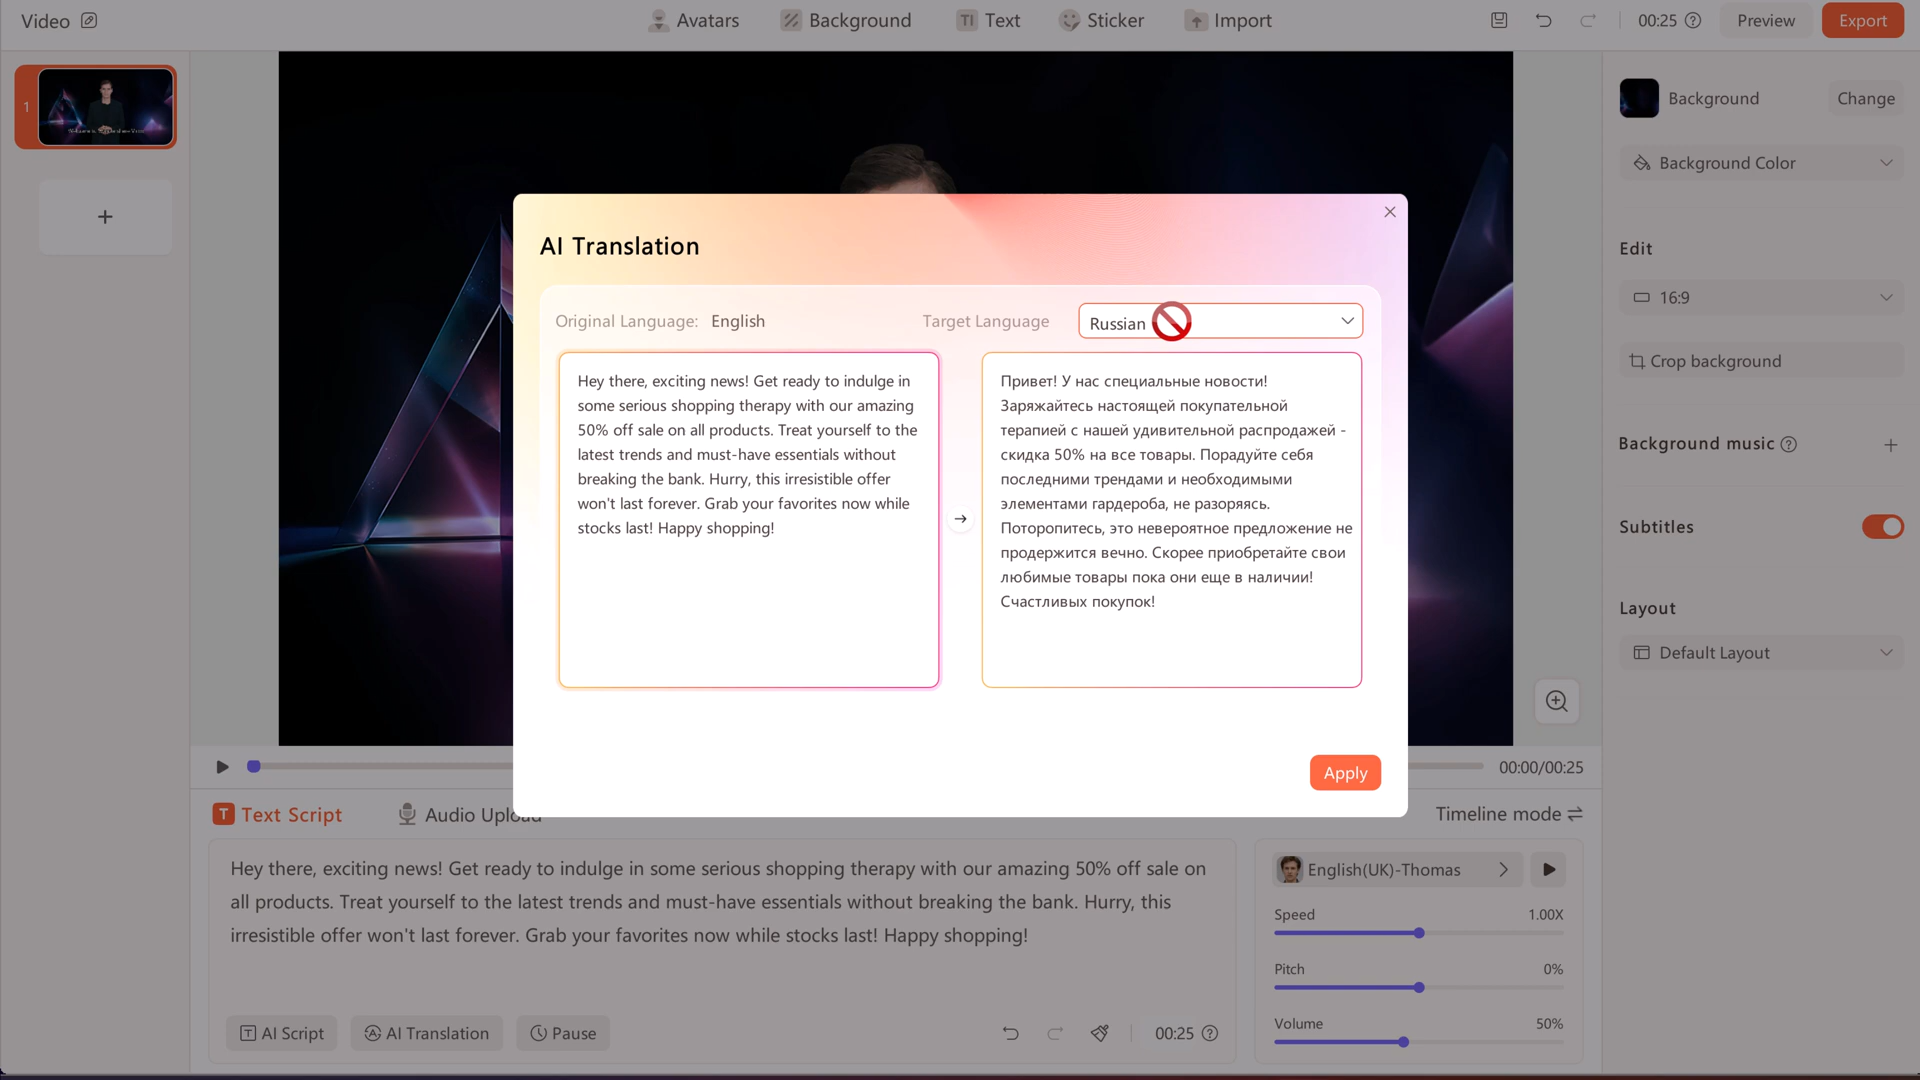 Video
Avatars
Background
Text
Sticker
Import
00:25
Preview
Export
1
Background
Change
Background Color
Edit
16:9
Crop background
Background music
Subtitles
Layout
Default Layout
AI Translation
Original Language: English
Target Language
Russian
Hey there, exciting news! Get ready to indulge in
some serious shopping therapy with our amazing
50% off sale on all products. Treat yourself to the
latest trends and must-have essentials without
breaking the bank. Hurry, this irresistible offer
won't last forever. Grab your favorites now while
stocks last! Happy shopping!
Привет! У нас специальные новости!
Заряжайтесь настоящей покупательной
терапией с нашей удивительной распродажей -
скидка 50% на все товары. Порадуйте себя
последними трендами и необходимыми
элементами гардероба, не разоряясь.
Поторопитесь, это невероятное предложение не
продержится вечно. Скорее приобретайте свои
любимые товары пока они еще в наличии!
Счастливых покупок!
Apply
00:00/00:25
Text Script
Audio Upload
Timeline mode
Hey there, exciting news! Get ready to indulge in some serious shopping therapy with our amazing 50% off sale on
all products. Treat yourself to the latest trends and must-have essentials without breaking the bank. Hurry, this
irresistible offer won't last forever. Grab your favorites now while stocks last! Happy shopping!
AI Script
AI Translation
Pause
00:25
English(UK)-Thomas
Speed
1.00X
Pitch
0%
Volume
50%